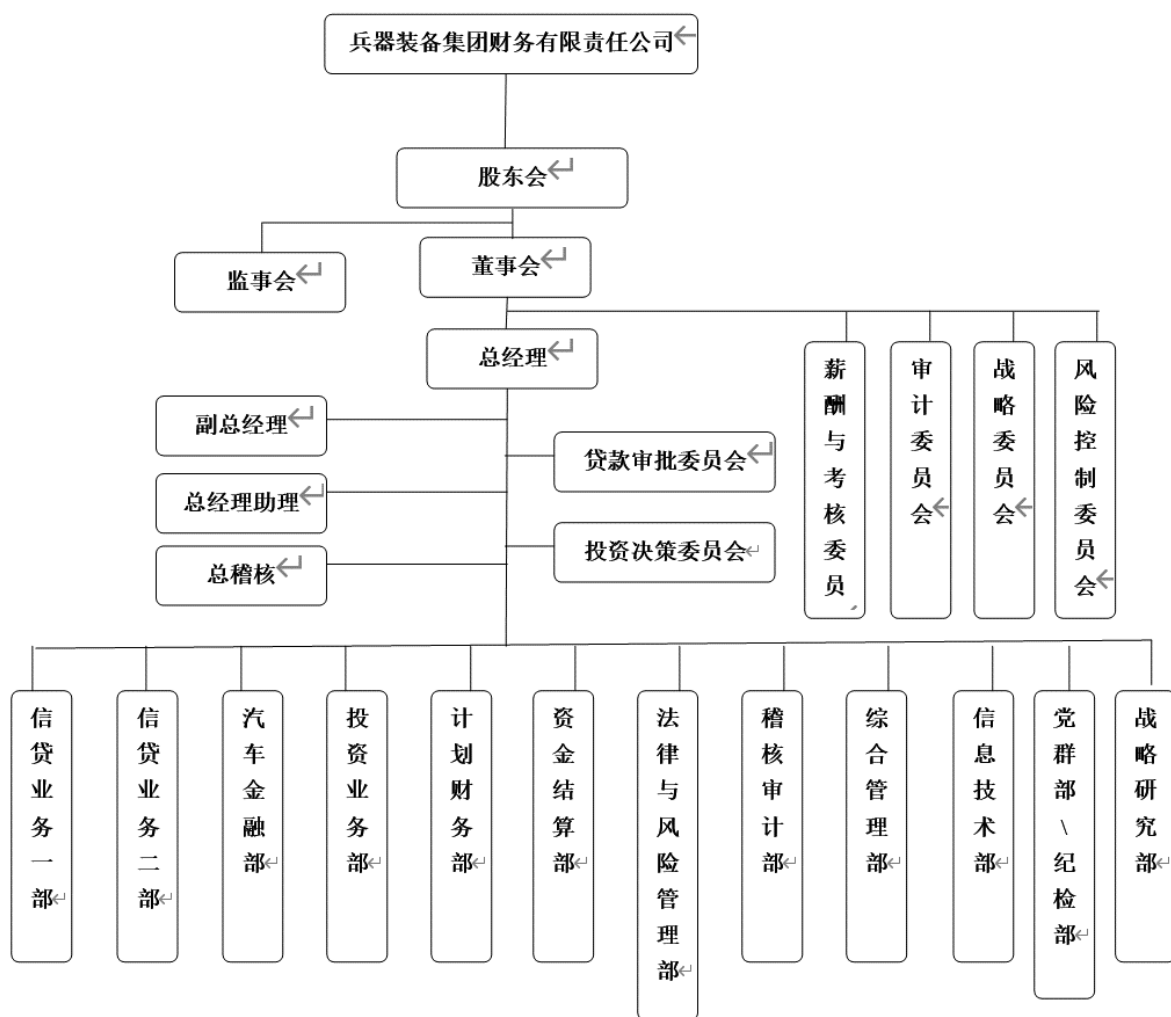 兵器装备集团财务有限责任公司
股东会
监事会
董事会
总经理
副总经理
总经理助理
总稽核
贷款审批委员会
投资决策委员会
薪酬与考核委员
审计委员会
战略委员会
风险控制委员会
信贷业务一部
信贷业务二部
汽车金融部
投资业务部
计划财务部
资金结算部
法律与风险管理部
稽核审计部
综合管理部
信息技术部
党群部\纪检部
战略研究部